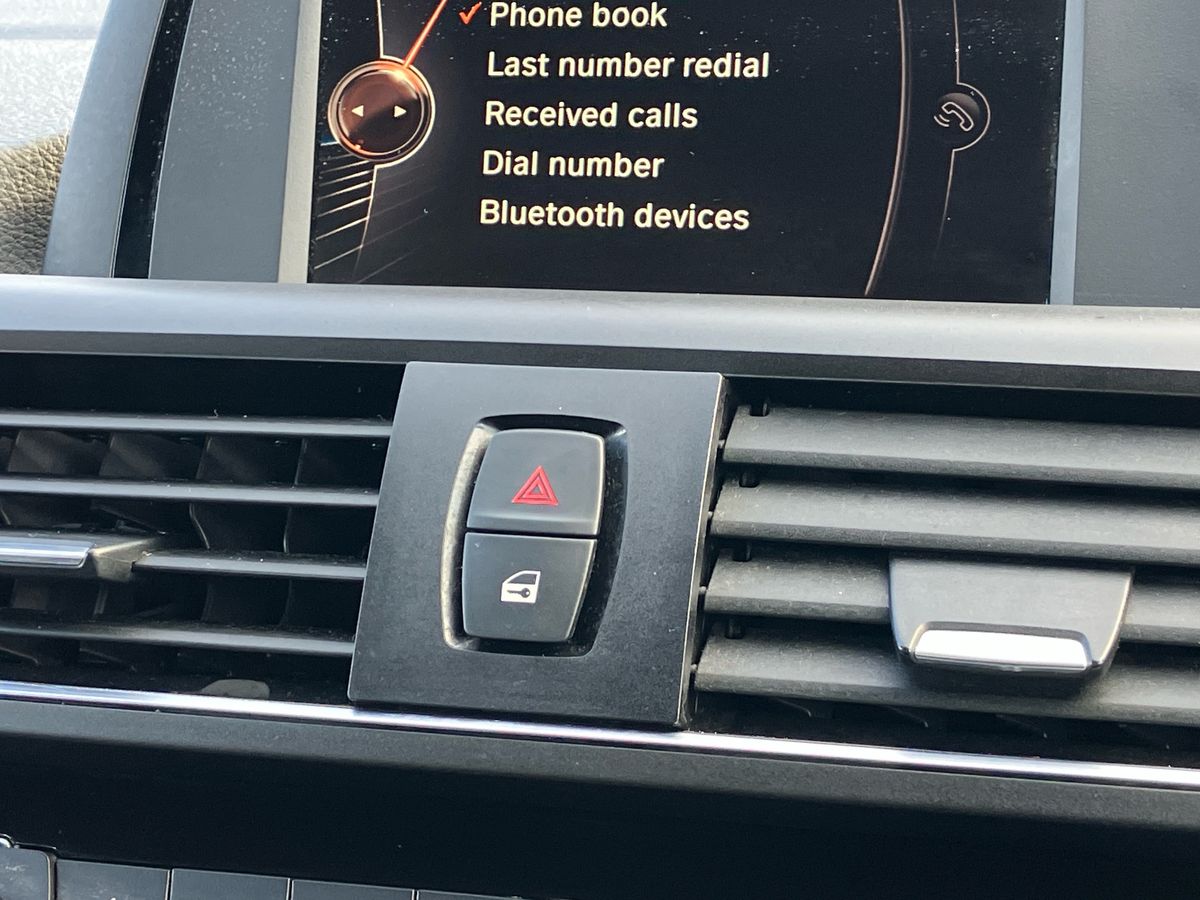 Phone book
Last number redial
Received calls
Dial number
Bluetooth devices